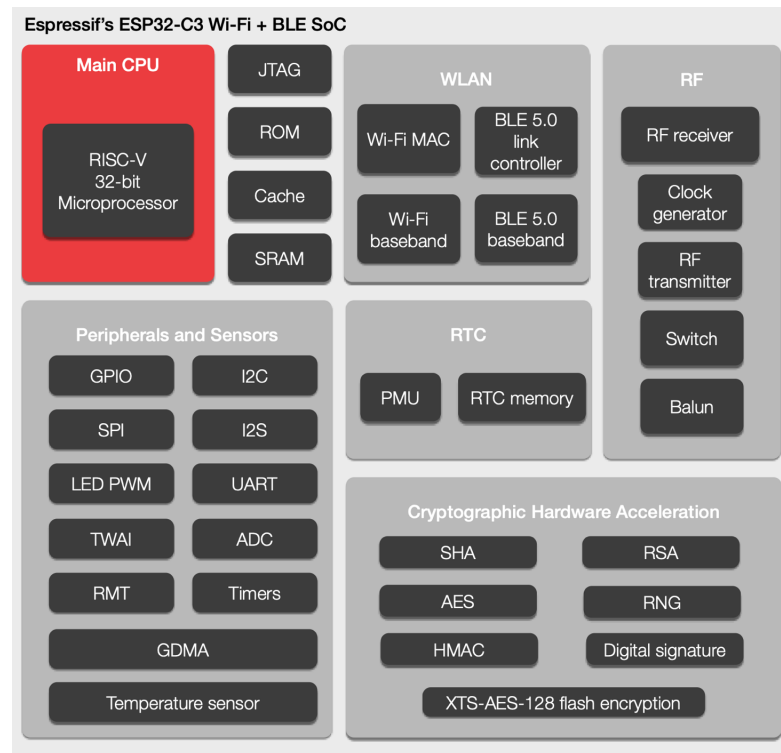 Espressif's ESP32-C3 Wi-Fi + BLE SoC
Main CPU
RISC-V
32-bit
Microprocessor
JTAG
ROM
Cache
SRAM
WLAN
Wi-Fi MAC
BLE 5.0
link
controller
Wi-Fi
baseband
BLE 5.0
baseband
RF
RF receiver
Clock
generator
RF
transmitter
Switch
Balun
Peripherals and Sensors
GPIO
I2C
SPI
I2S
LED PWM
UART
TWAI
ADC
RMT
Timers
GDMA
Temperature sensor
RTC
PMU
RTC memory
Cryptographic Hardware Acceleration
SHA
RSA
AES
RNG
HMAC
Digital signature
XTS-AES-128 flash encryption